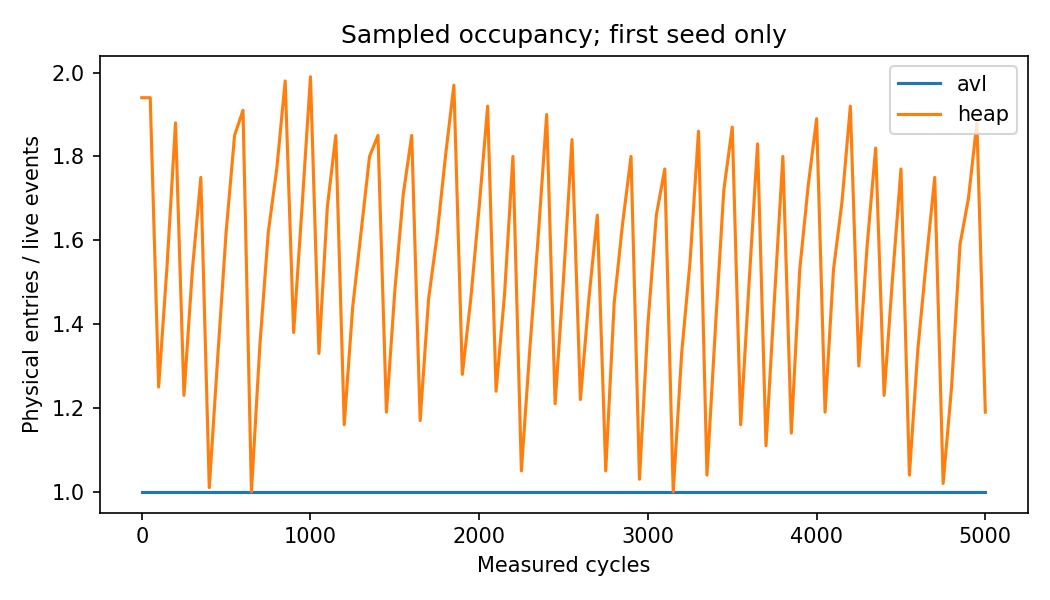 Sampled occupancy; first seed only
avl
heap
Physical entries / live events
2.0
1.8
1.6
1.4
1.2
1.0
0 1000 2000 3000 4000 5000
Measured cycles